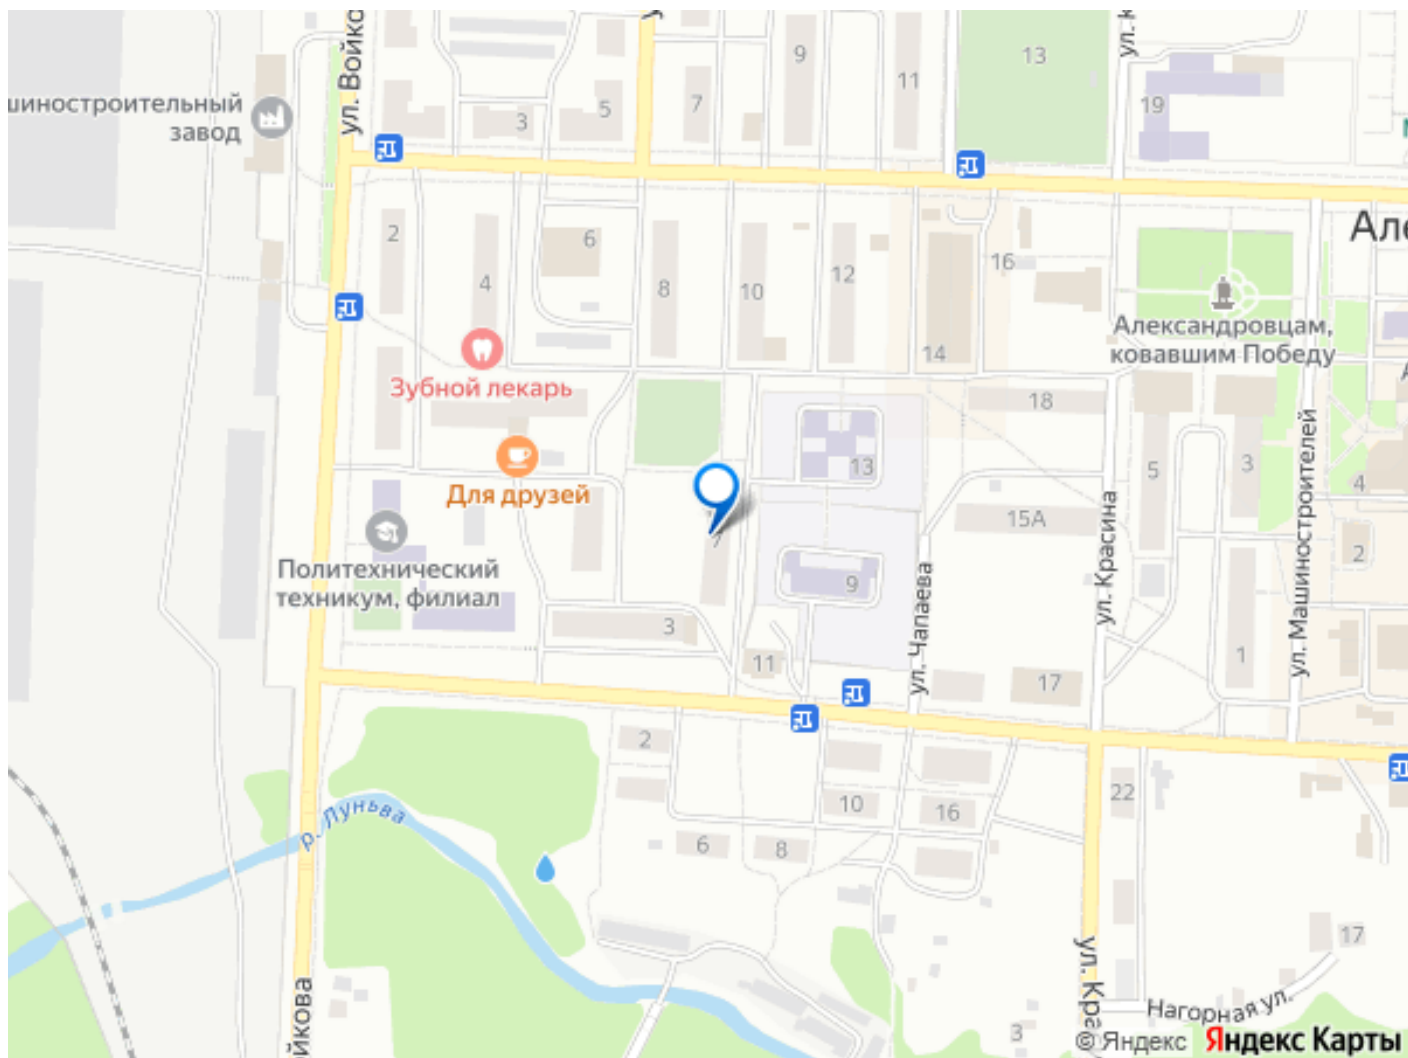 ул. Войко
у
ул. к
9
11
13
7
5
3
19
шиностроительный
завод
2
4
6
8
10
12
16
14
Але
Александровцам,
ковавшим Победу
Зубной лекарь
18
13
5
3
4
Для друзей
15А
7
9
2
Политехнический
техникум, филиал
ул. Чапаева
ул. Красина
ул. Машиностроителей
3
11
17
1
2
10
16
22
6
8
р. Луньва
17
ул. Кра
Нагорная ул.
3
йкова
© Яндекс Яндекс Карты